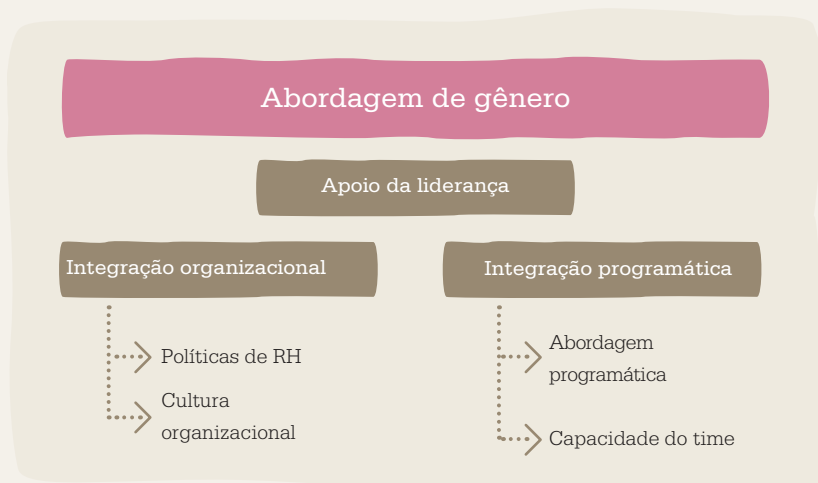 Abordagem de gênero
Apoio da liderança
Integração organizacional
Políticas de RH
Cultura
organizacional
Integração programática
Abordagem
programática
Capacidade do time